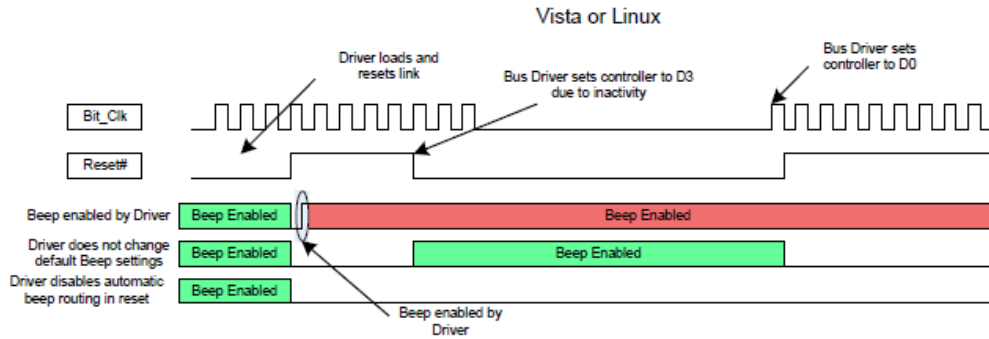 Vista or Linux
Driver loads and
resets link
Bus Driver sets controller to D3
due to inactivity
Bus Driver sets
controller to D0
Bit_Clk
Reset#
Beep enabled by Driver
Beep Enabled
Beep Enabled
Driver does not change
default Beep settings
Beep Enabled
Beep Enabled
Driver disables automatic
beep routing in reset
Beep Enabled
Beep enabled by
Driver